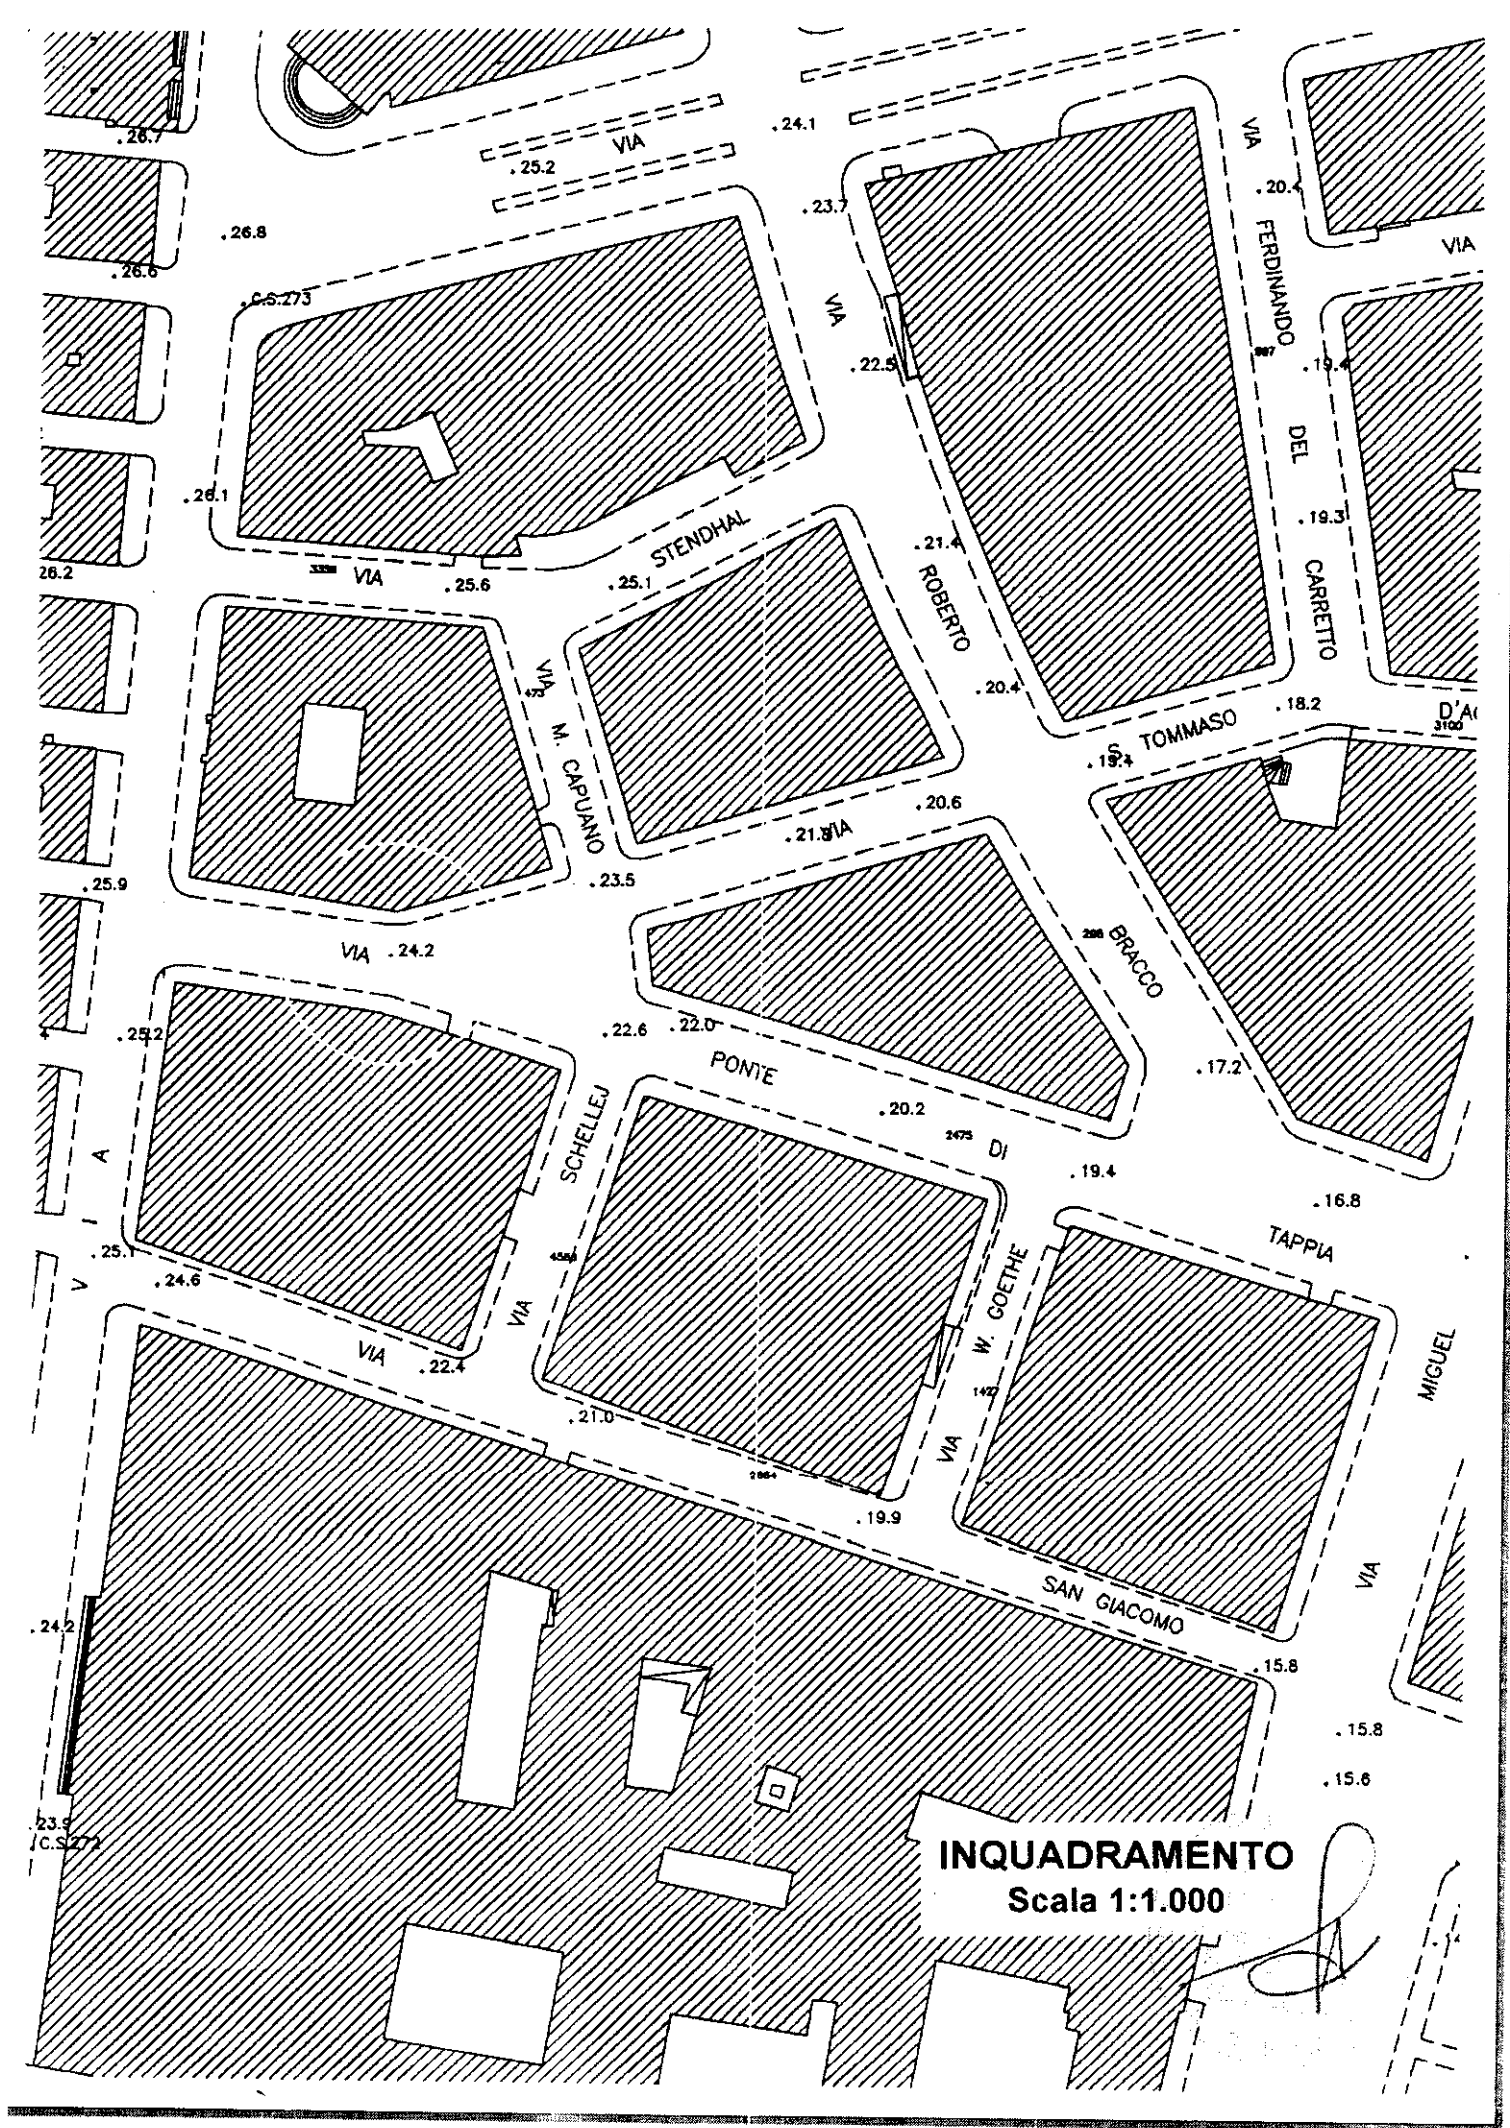 .26.7
VIA
.24.1
.25.2
VIA
.20.4
.23.7
.26.8
FERDINANDO
VIA
.26.6
.C.S.273
VIA
.22.5
.19.4
DEL
.26.1
.19.3
STENDHAL
.21.4
26.2
VIA
.25.6
.25.1
ROBERTO
CARRETTO
VIA
473
.20.4
.18.2
M. CAPUANO
S. TOMMASO
D'A
3100
.19.4
.20.6
VIA
.25.9
.23.5
BRACCO
VIA
.24.2
.25.2
.22.6
.22.0
PONTE
.17.2
SCHELLEJ
.20.2
2475
DI
.19.4
.16.8
VIA
TAPPIA
.25.1
.24.6
VIA
W. GOETHE
VIA
.22.4
MIGUEL
142
.21.0
VIA
2864
.19.9
SAN GIACOMO
VIA
.24.2
.15.8
.15.8
.15.6
.23.9
C.S.272
INQUADRAMENTO
Scala 1:1.000